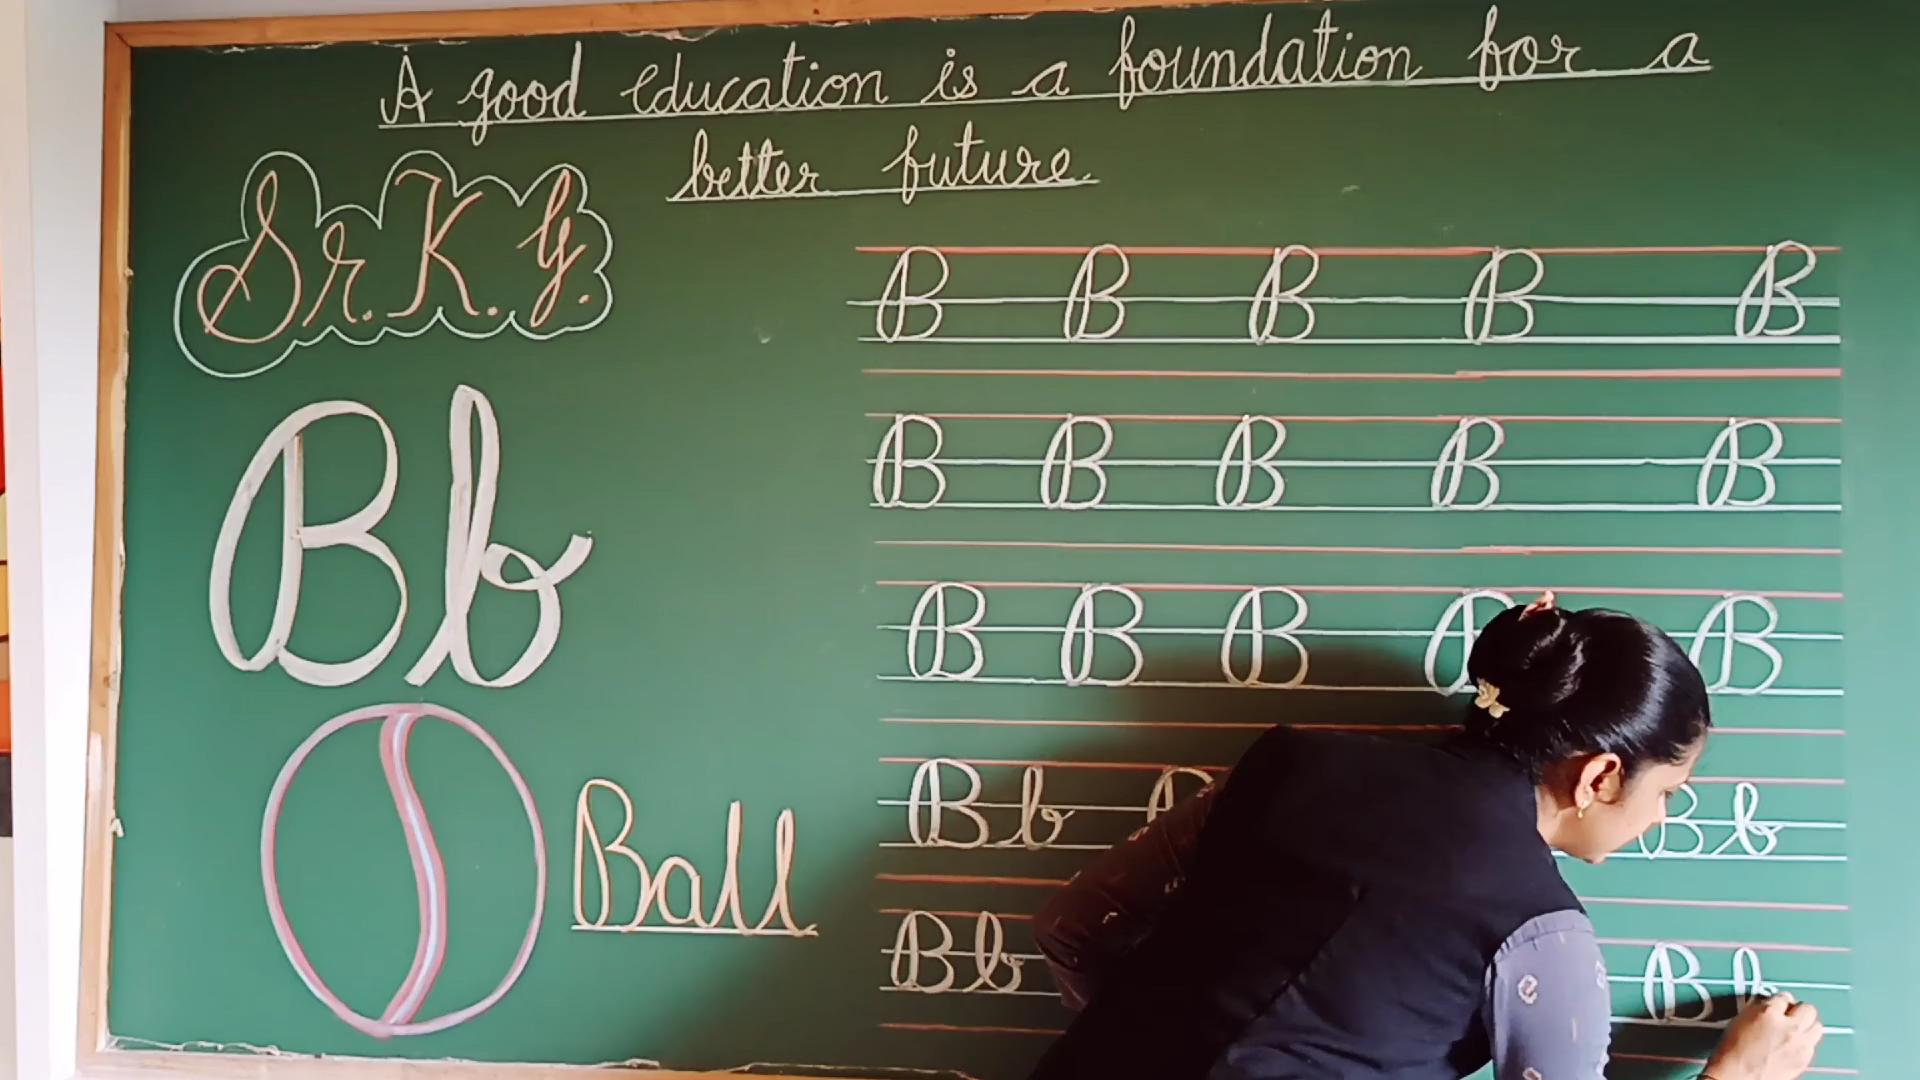 A good education is a foundation for a
better future.
Sr. K. G.
Bb
Ball
B B B B B
B B B B B
B B B B B
Bb Bb
Bb Bb